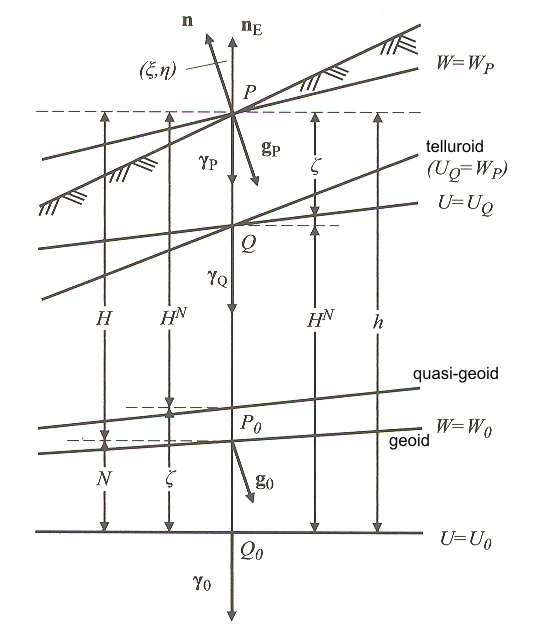 n
n_E
(ξ,η)
P
W=W_P
γ_P
g_P
ζ
telluroid
(U_Q=W_P)
U=U_Q
Q
γ_Q
H
H^N
H^N
h
quasi-geoid
P_0
W=W_0
geoid
N
ζ
g_0
Q_0
U=U_0
γ_0